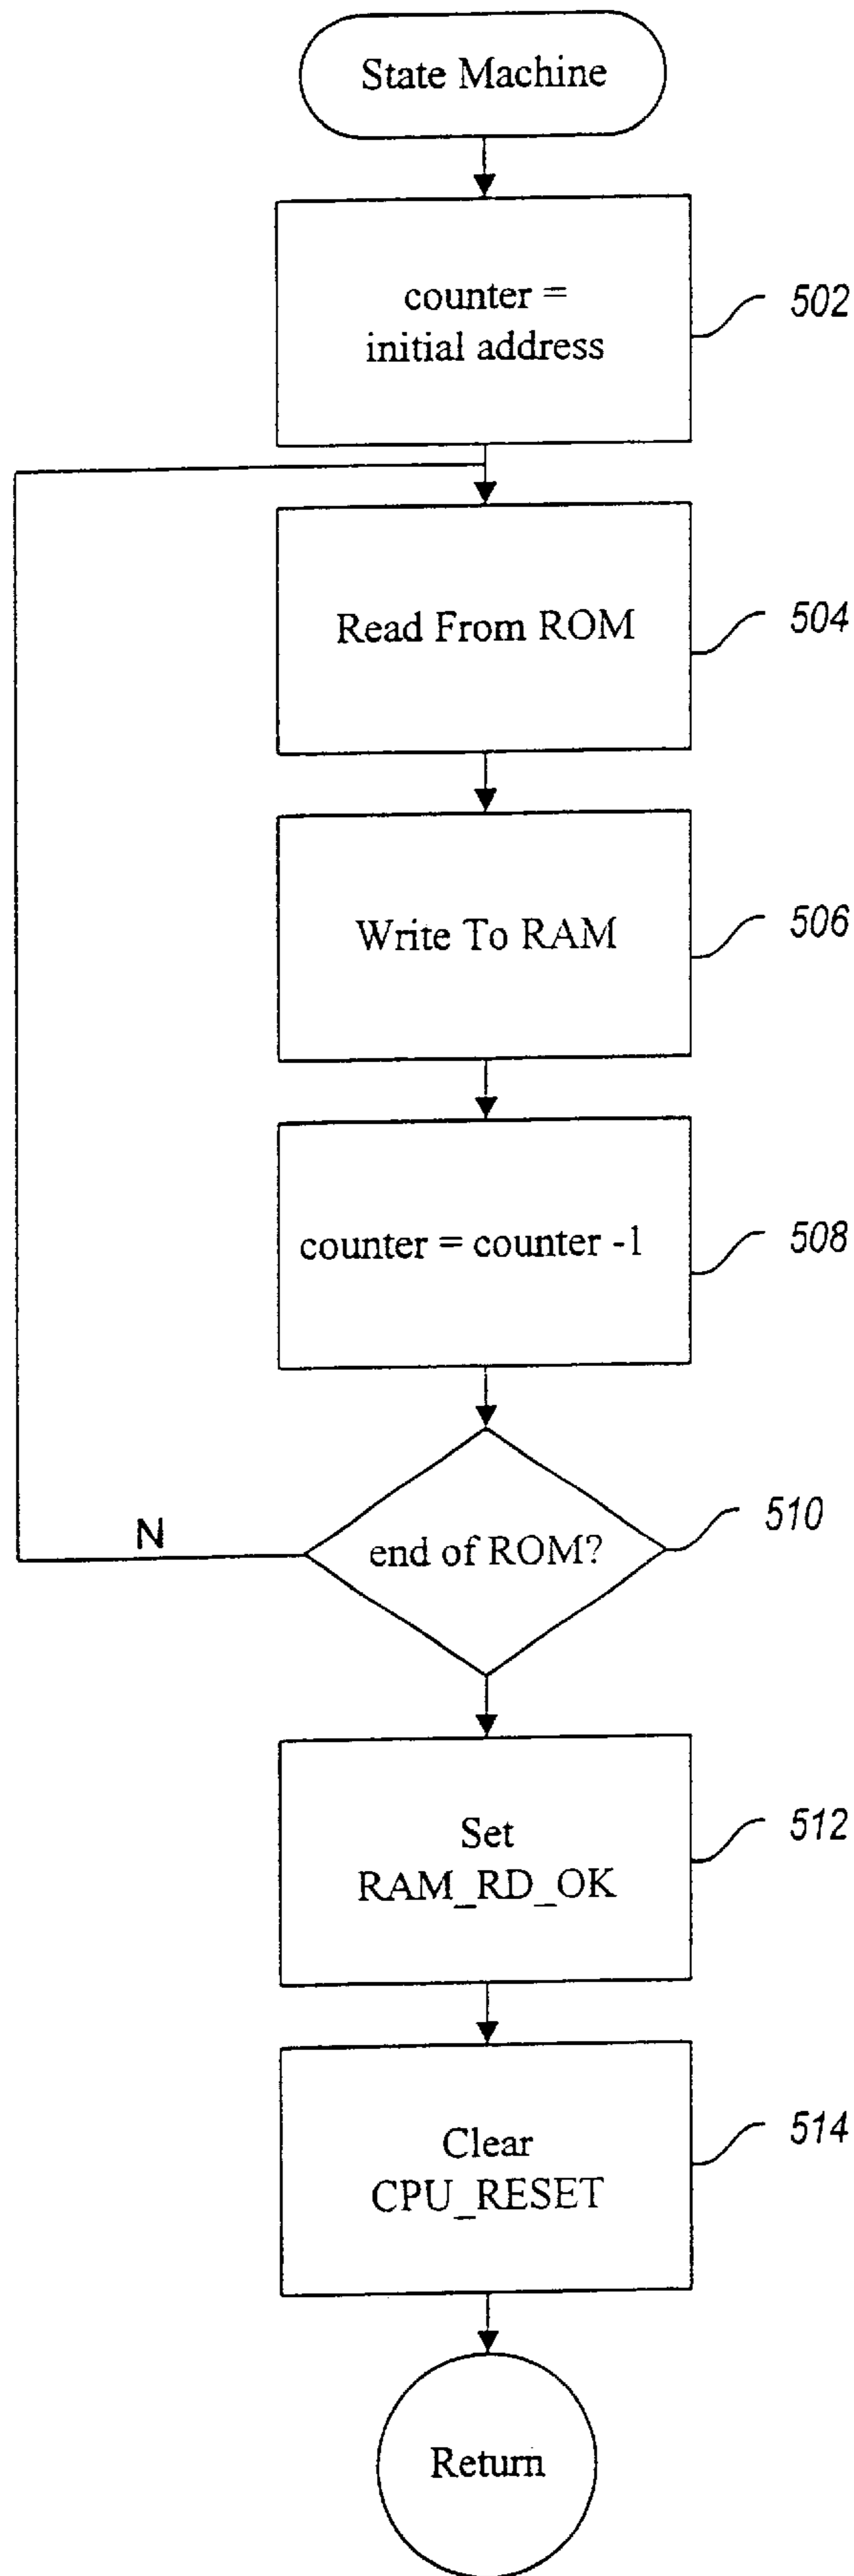 State Machine
counter =
initial address
502
Read From ROM
504
Write To RAM
506
counter = counter -1
508
end of ROM?
510
N
Set
RAM_RD_OK
512
Clear
CPU_RESET
514
Return